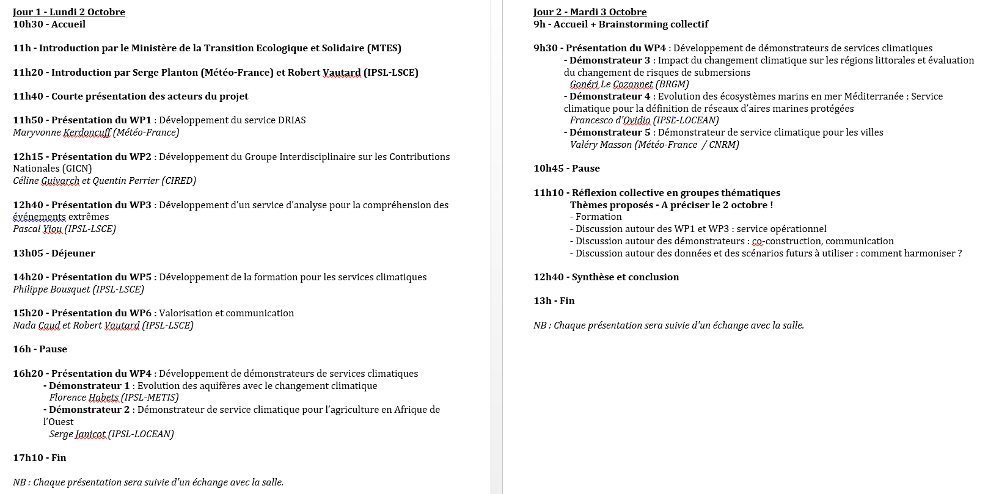 Jour 1 - Lundi 2 Octobre
10h30 - Accueil
11h - Introduction par le Ministère de la Transition Ecologique et Solidaire (MTES)
11h20 - Introduction par Serge Planton (Météo-France) et Robert Vautard (IPSL-LSCE)
11h40 - Courte présentation des acteurs du projet
11h50 - Présentation du WP1 : Développement du service DRIAS
Maryvonne Kerdoncuff (Météo-France)
12h15 - Présentation du WP2 : Développement du Groupe Interdisciplinaire sur les Contributions
Nationales (GICN)
Céline Guivarch et Quentin Perrier (CIRED)
12h40 - Présentation du WP3 : Développement d'un service d'analyse pour la compréhension des
événements extrêmes
Pascal Yiou (IPSL-LSCE)
13h05 - Déjeuner
14h20 - Présentation du WP5 : Développement de la formation pour les services climatiques
Philippe Bousquet (IPSL-LSCE)
15h20 - Présentation du WP6 : Valorisation et communication
Nada Caud et Robert Vautard (IPSL-LSCE)
16h - Pause
16h20 - Présentation du WP4 : Développement de démonstrateurs de services climatiques
- Démonstrateur 1 : Evolution des aquifères avec le changement climatique
Florence Habets (IPSL-METIS)
- Démonstrateur 2 : Démonstrateur de service climatique pour l'agriculture en Afrique de
l'Ouest
Serge Janicot (IPSL-LOCEAN)
17h10 - Fin
NB : Chaque présentation sera suivie d'un échange avec la salle.
Jour 2 - Mardi 3 Octobre
9h - Accueil + Brainstorming collectif
9h30 - Présentation du WP4 : Développement de démonstrateurs de services climatiques
- Démonstrateur 3 : Impact du changement climatique sur les régions littorales et évaluation
du changement de risques de submersions
Gonéri Le Cozannet (BRGM)
- Démonstrateur 4 : Evolution des écosystèmes marins en mer Méditerranée : Service
climatique pour la définition de réseaux d'aires marines protégées
Francesco d'Ovidio (IPSL-LOCEAN)
- Démonstrateur 5 : Démonstrateur de service climatique pour les villes
Valéry Masson (Météo-France / CNRM)
10h45 - Pause
11h10 - Réflexion collective en groupes thématiques
Thèmes proposés - A préciser le 2 octobre !
- Formation
- Discussion autour des WP1 et WP3 : service opérationnel
- Discussion autour des démonstrateurs : co-construction, communication
- Discussion autour des données et des scénarios futurs à utiliser : comment harmoniser ?
12h40 - Synthèse et conclusion
13h - Fin
NB : Chaque présentation sera suivie d'un échange avec la salle.